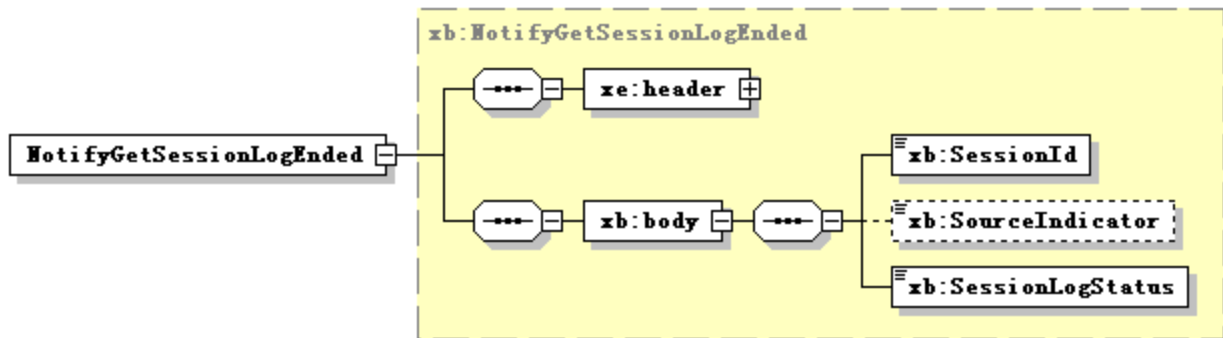 xb:NotifyGetSessionLogEnded
xe:header
NotifyGetSessionLogEnded
xb:SessionId
xb:body
xb:SourceIndicator
xb:SessionLogStatus